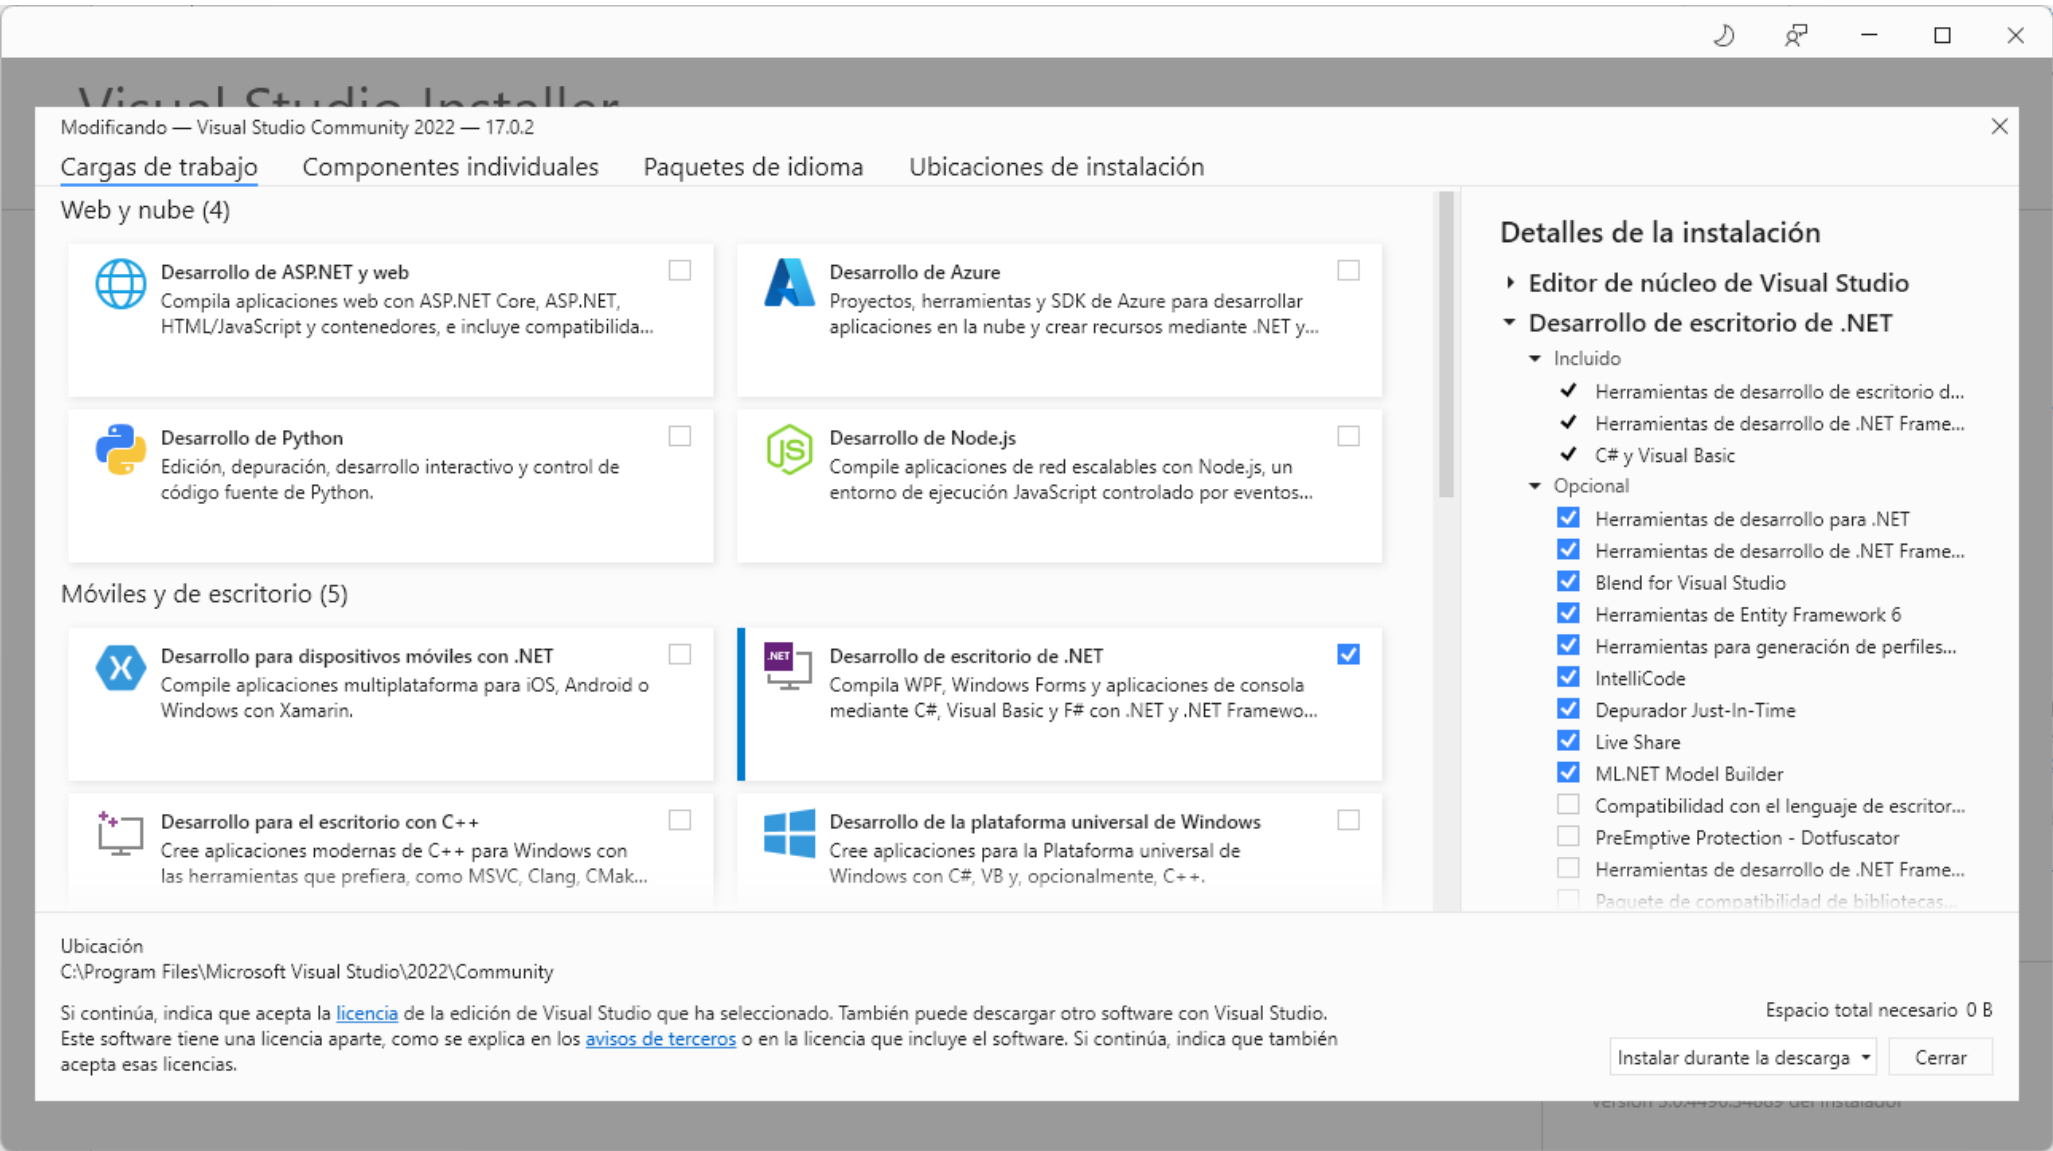 Visual Studio Installer
Modificando — Visual Studio Community 2022 — 17.0.2
Cargas de trabajo
Componentes individuales
Paquetes de idioma
Ubicaciones de instalación
Web y nube (4)
Desarrollo de ASP.NET y web
Compila aplicaciones web con ASP.NET Core, ASP.NET,
HTML/JavaScript y contenedores, e incluye compatibilida...
Desarrollo de Azure
Proyectos, herramientas y SDK de Azure para desarrollar
aplicaciones en la nube y crear recursos mediante .NET y...
Desarrollo de Python
Edición, depuración, desarrollo interactivo y control de
código fuente de Python.
JS
Desarrollo de Node.js
Compile aplicaciones de red escalables con Node.js, un
entorno de ejecución JavaScript controlado por eventos...
Móviles y de escritorio (5)
Desarrollo para dispositivos móviles con .NET
Compile aplicaciones multiplataforma para iOS, Android o
Windows con Xamarin.
.NET
Desarrollo de escritorio de .NET
Compila WPF, Windows Forms y aplicaciones de consola
mediante C#, Visual Basic y F# con .NET y .NET Framewo...
Desarrollo para el escritorio con C++
Cree aplicaciones modernas de C++ para Windows con
las herramientas que prefiera, como MSVC, Clang, CMak...
Desarrollo de la plataforma universal de Windows
Cree aplicaciones para la Plataforma universal de
Windows con C#, VB y, opcionalmente, C++.
Detalles de la instalación
Editor de núcleo de Visual Studio
Desarrollo de escritorio de .NET
Incluido
Herramientas de desarrollo de escritorio d...
Herramientas de desarrollo de .NET Frame...
C# y Visual Basic
Opcional
Herramientas de desarrollo para .NET
Herramientas de desarrollo de .NET Frame...
Blend for Visual Studio
Herramientas de Entity Framework 6
Herramientas para generación de perfiles...
IntelliCode
Depurador Just-In-Time
Live Share
ML.NET Model Builder
Compatibilidad con el lenguaje de escritor...
PreEmptive Protection - Dotfuscator
Herramientas de desarrollo de .NET Frame...
Paquete de compatibilidad de bibliotecas...
Ubicación
C:\Program Files\Microsoft Visual Studio\2022\Community
Si continúa, indica que acepta la licencia de la edición de Visual Studio que ha seleccionado. También puede descargar otro software con Visual Studio.
Este software tiene una licencia aparte, como se explica en los avisos de terceros o en la licencia que incluye el software. Si continúa, indica que también
acepta esas licencias.
Espacio total necesario 0 B
Instalar durante la descarga
Cerrar
del instalador